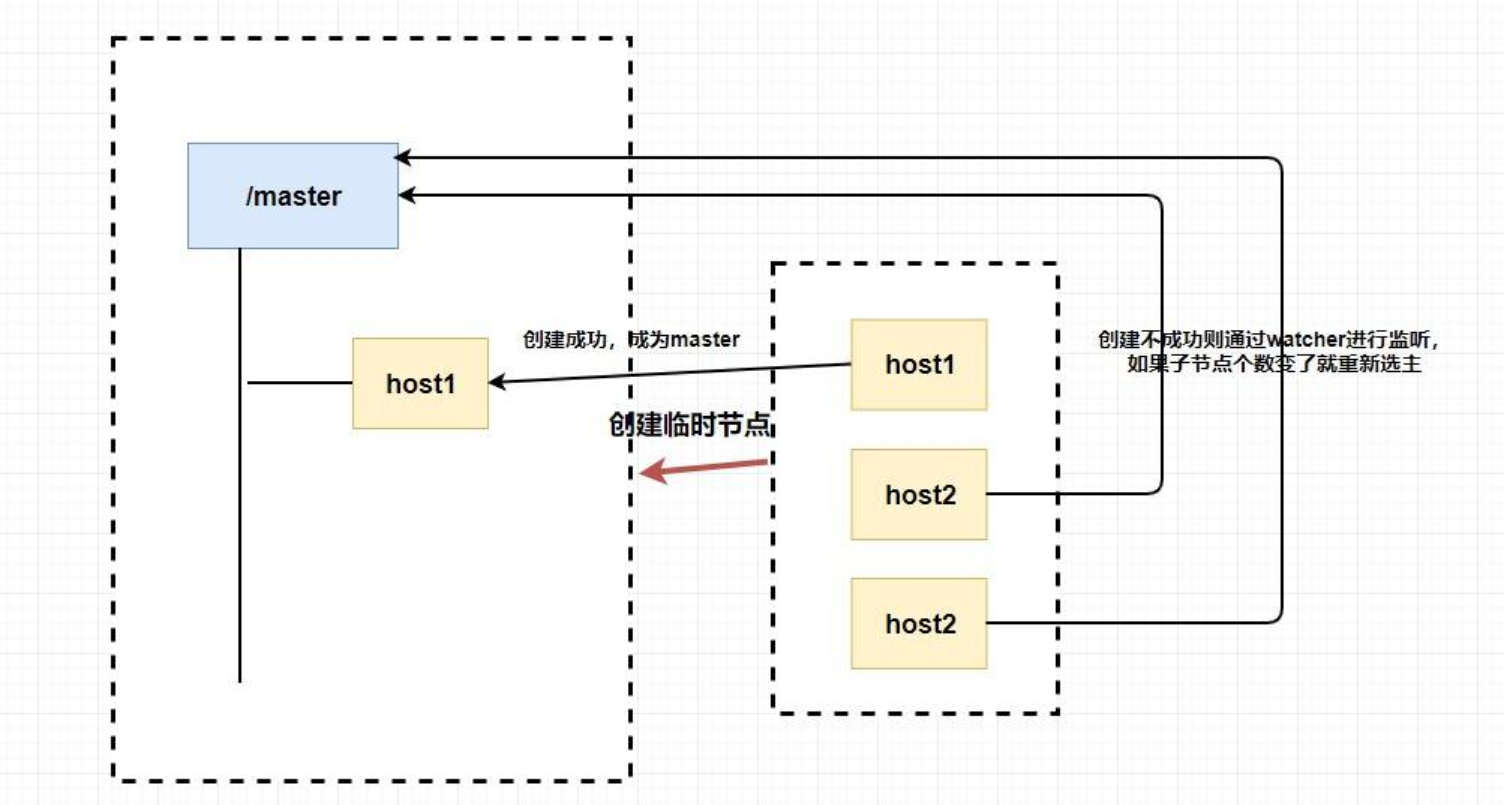 /master
host1
创建成功，成为master
创建临时节点
host1
host2
host2
创建不成功则通过watcher进行监听，
如果子节点个数变了就重新选主